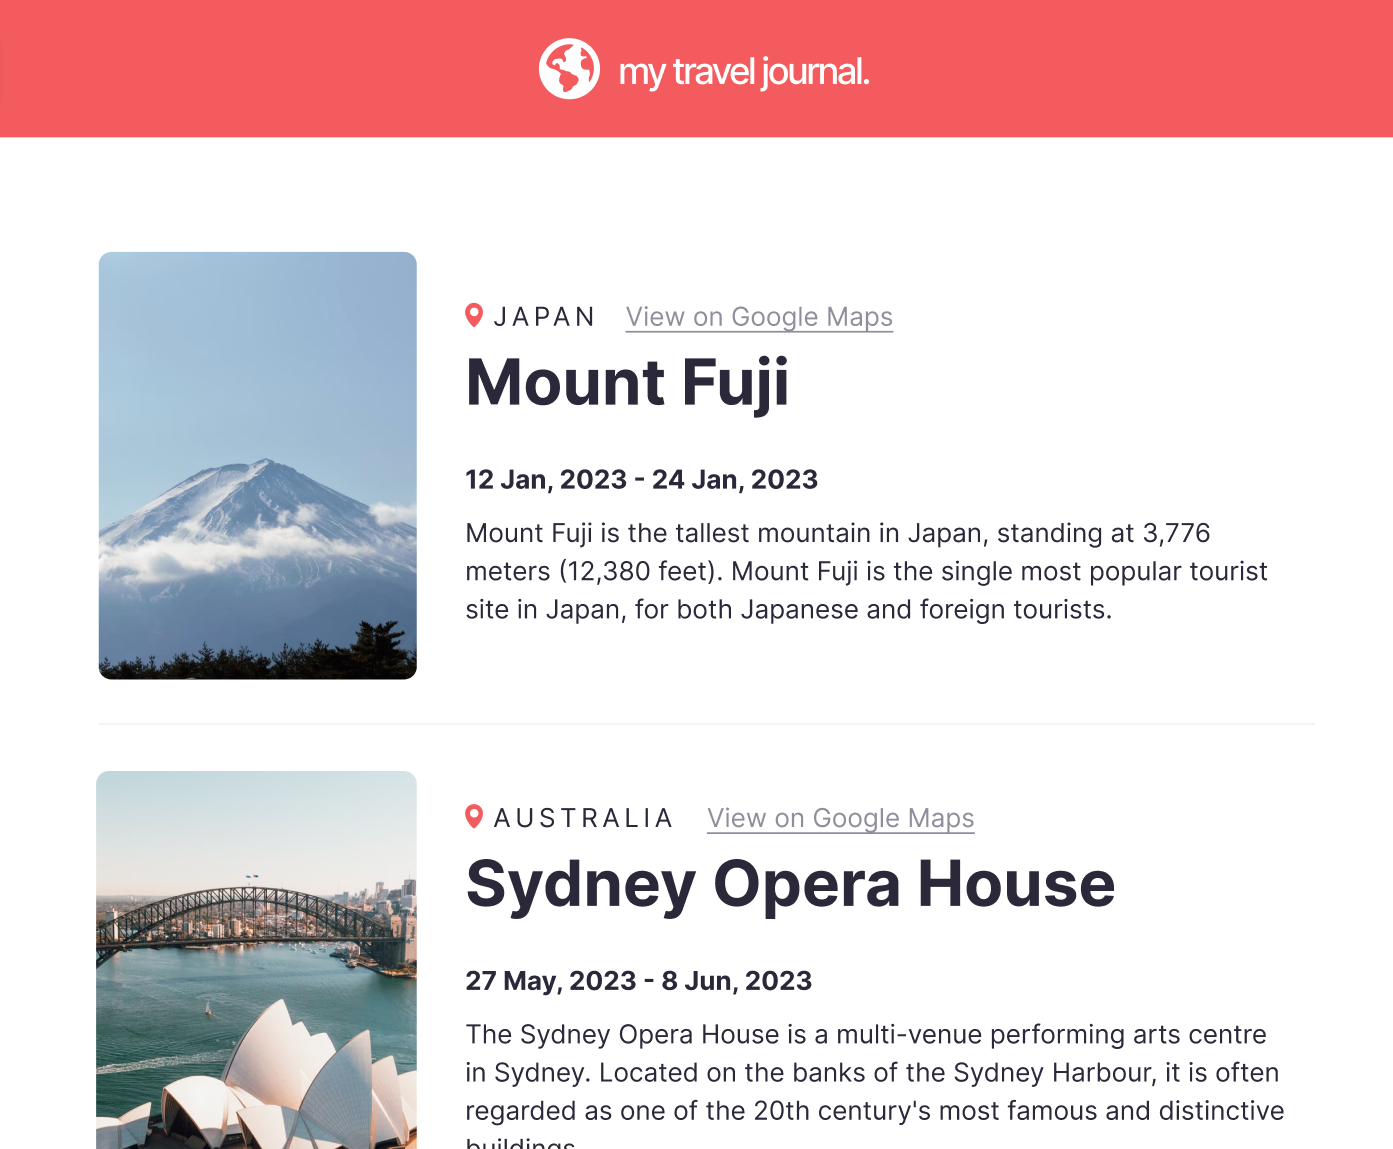 my travel journal.
JAPAN View on Google Maps
Mount Fuji
12 Jan, 2023 - 24 Jan, 2023
Mount Fuji is the tallest mountain in Japan, standing at 3,776
meters (12,380 feet). Mount Fuji is the single most popular tourist
site in Japan, for both Japanese and foreign tourists.
AUSTRALIA View on Google Maps
Sydney Opera House
27 May, 2023 - 8 Jun, 2023
The Sydney Opera House is a multi-venue performing arts centre
in Sydney. Located on the banks of the Sydney Harbour, it is often
regarded as one of the 20th century's most famous and distinctive
buildings.